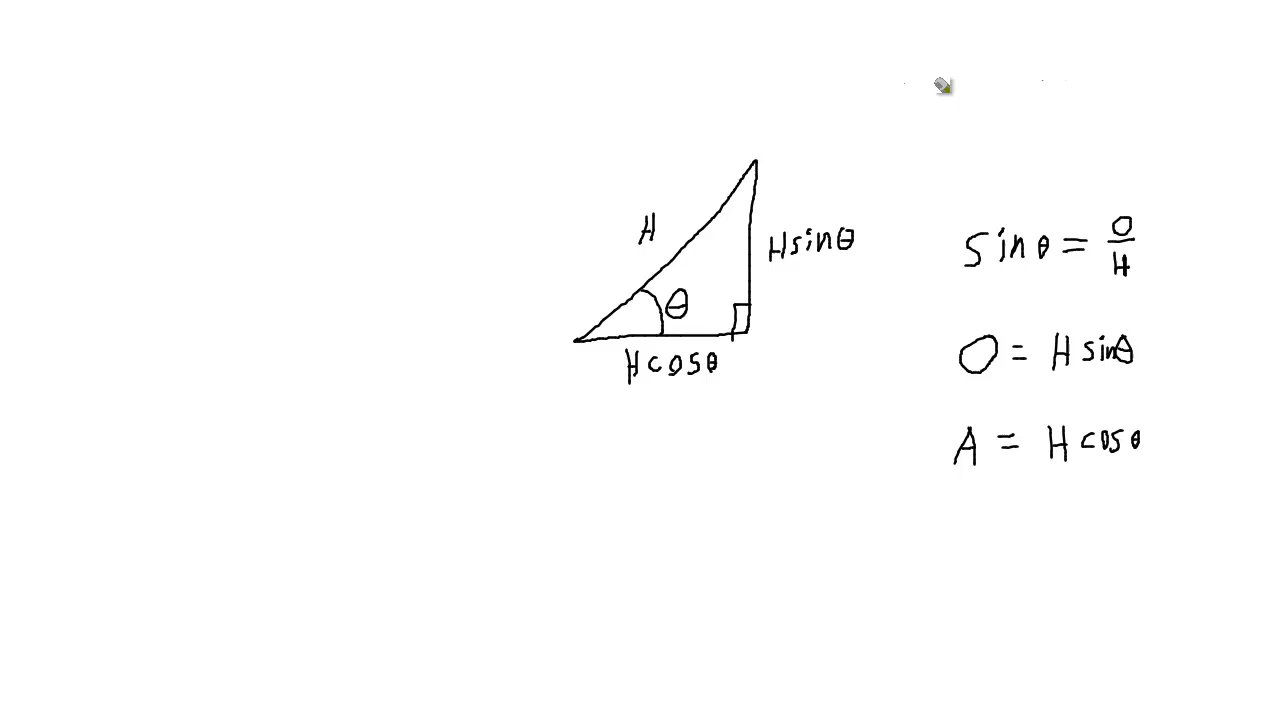 H
Hsinθ
θ
Hcosθ
sinθ = O/H
O = H sinθ
A = H cosθ